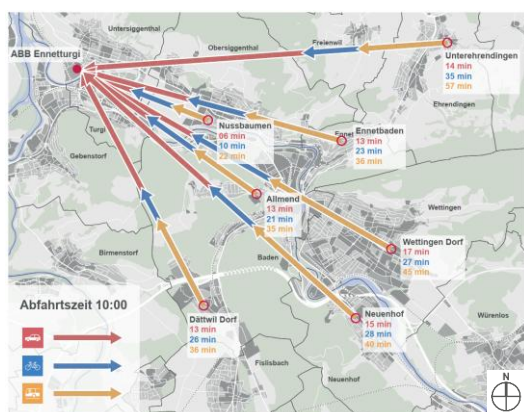 Untersiggenthal
ABB Ennetturgi
Obersiggenthal
Freienwil
Unterehrendingen
14 min
35 min
57 min
Ehrendingen
Nussbaumen
06 min
10 min
22 min
Ennetbaden
13 min
23 min
36 min
Turgi
Gebenstorf
Allmend
13 min
21 min
35 min
Wettingen
Wettingen Dorf
17 min
27 min
45 min
Birmenstorf
Baden
Abfahrtszeit 10:00
Dättwil Dorf
13 min
26 min
36 min
Neuenhof
15 min
28 min
40 min
Würenlos
Fislisbach
Neuenhof
N